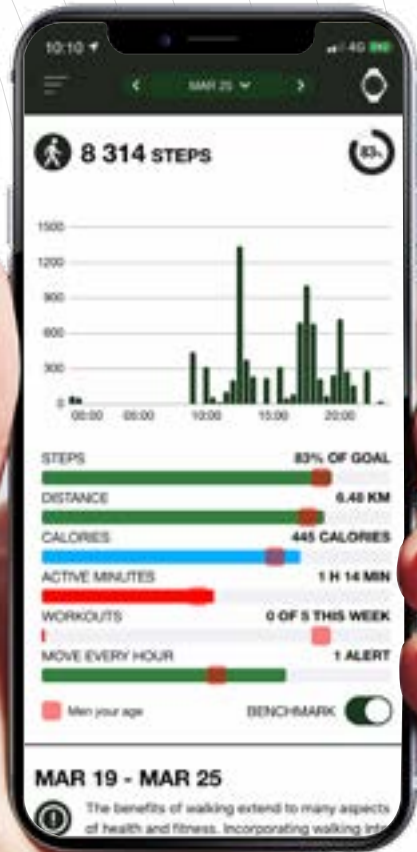 10:10 4G
MAR 25
8 314 STEPS 83%
1500
1200
900
600
300
0
00:00 05:00 10:00 15:00 20:00
STEPS 83% OF GOAL
DISTANCE 6.48 KM
CALORIES 445 CALORIES
ACTIVE MINUTES 1 H 14 MIN
WORKOUTS 0 OF 5 THIS WEEK
MOVE EVERY HOUR 1 ALERT
Men your age BENCHMARK
MAR 19 - MAR 25
The benefits of walking extend to many aspects
of health and fitness. Incorporating walking into